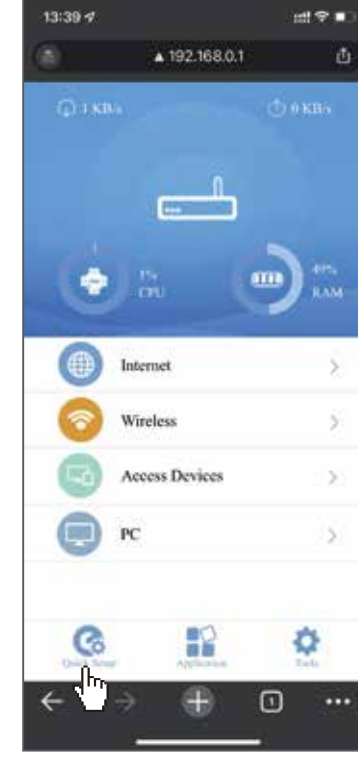 13:39
▲ 192.168.0.1
1 KB/s
0 KB/s
1%
CPU
49%
RAM
Internet
Wireless
Access Devices
PC
Quick Setup
Application
Tools
1